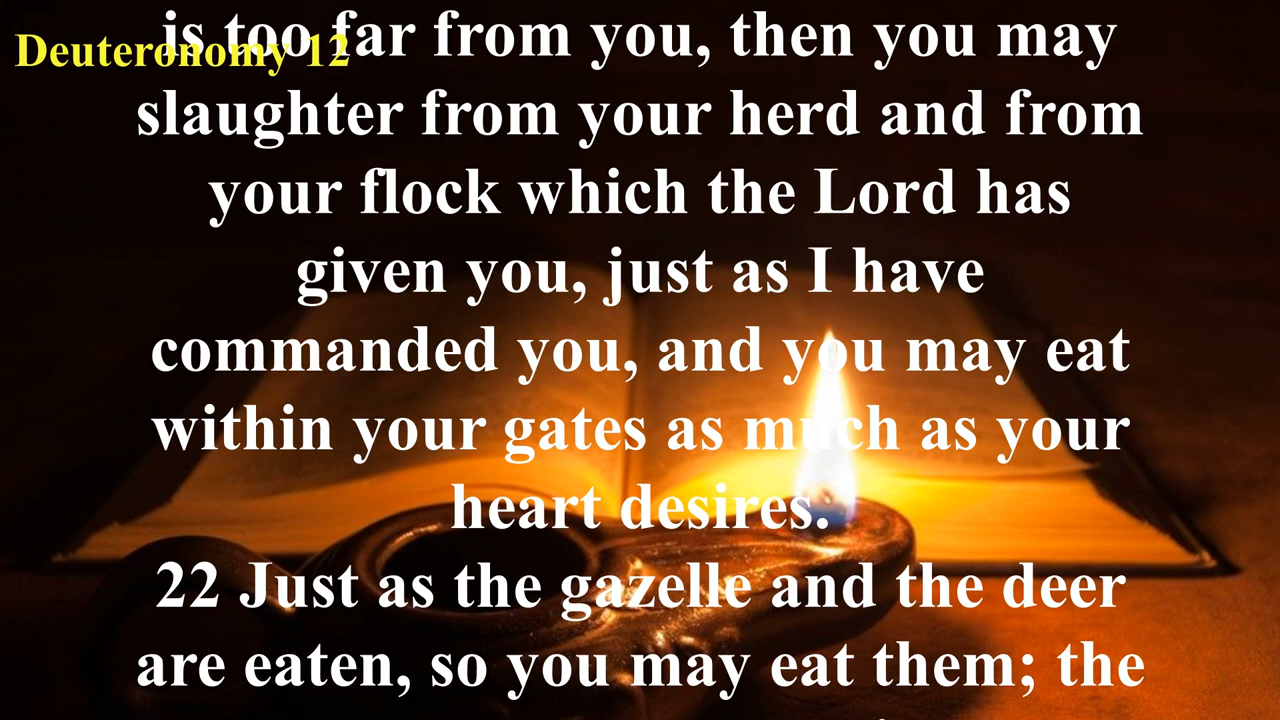 Deuteronomy 12
is too far from you, then you may
slaughter from your herd and from
your flock which the Lord has
given you, just as I have
commanded you, and you may eat
within your gates as much as your
heart desires.
22 Just as the gazelle and the deer
are eaten, so you may eat them; the